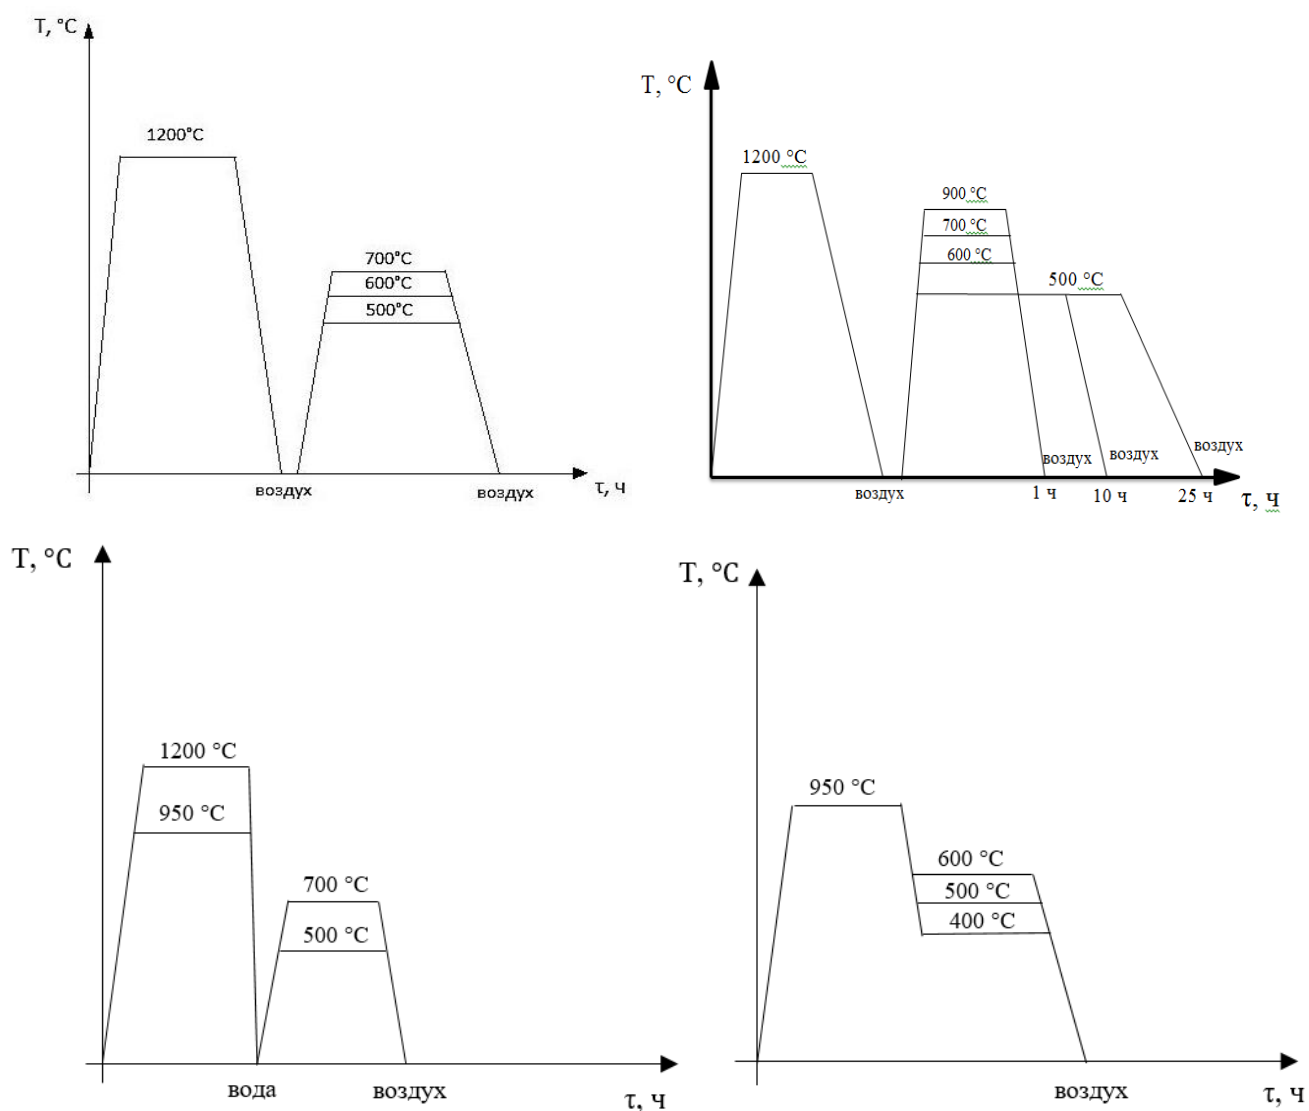 T, °C
1200°C
700°C
600°C
500°C
воздух
воздух
τ, ч
T, °C
1200 °C
900 °C
700 °C
600 °C
500 °C
воздух
воздух
воздух
воздух
1 ч
10 ч
25 ч
τ, ч
T, °C
1200 °C
950 °C
700 °C
500 °C
вода
воздух
τ, ч
T, °C
950 °C
600 °C
500 °C
400 °C
воздух
τ, ч